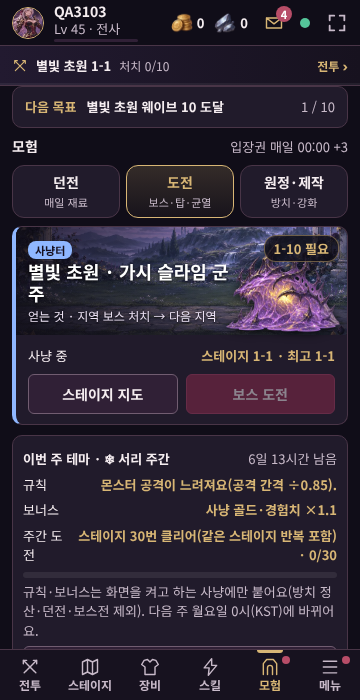 QA3103
Lv 45 · 전사
0
0
4
별빛 초원 1-1 처치 0/10
전투 ›
다음 목표 별빛 초원 웨이브 10 도달
1 / 10
모험
입장권 매일 00:00 +3
던전
매일 재료
도전
보스·탑·균열
원정·제작
방치·강화
사냥터
1-10 필요
별빛 초원 · 가시 슬라임 군
주
얻는 것 · 지역 보스 처치 → 다음 지역
사냥 중
스테이지 1-1 · 최고 1-1
스테이지 지도
보스 도전
이번 주 테마 · ❄ 서리 주간
6일 13시간 남음
규칙
몬스터 공격이 느려져요(공격 간격 ÷0.85).
보너스
사냥 골드·경험치 ×1.1
주간 도
전
스테이지 30번 클리어(같은 스테이지 반복 포함)
· 0/30
규칙·보너스는 화면을 켜고 하는 사냥에만 붙어요(방치 정
산·던전·보스전 제외). 다음 주 월요일 0시(KST)에 바뀌어
요.
전투
스테이지
장비
스킬
모험
메뉴